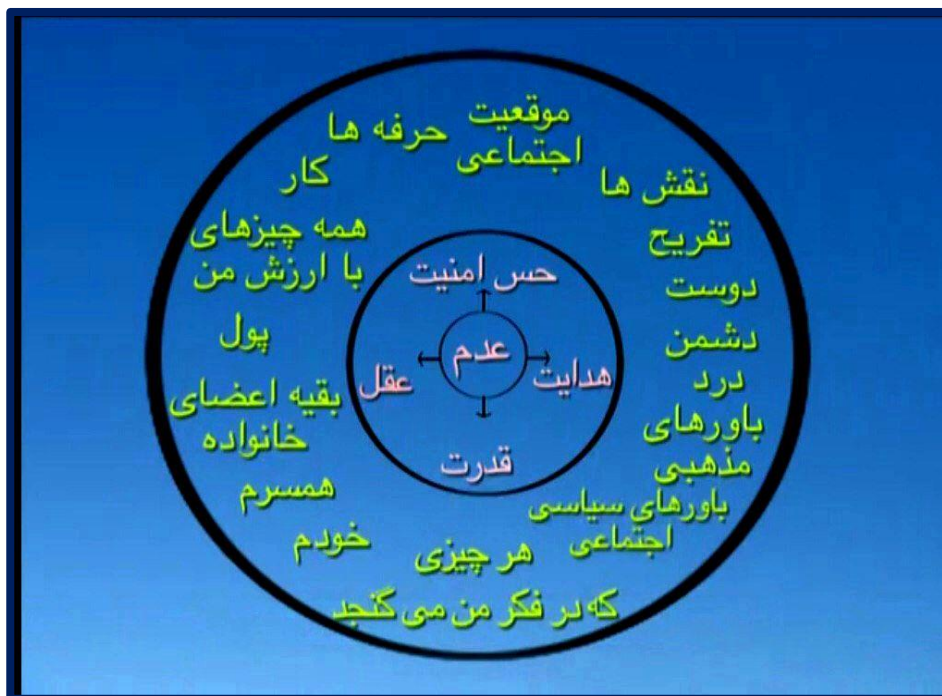 موقعیت
اجتماعی
نقش ها
تفریح
دوست
دشمن
درد
باورهای
مذهبی
باورهای سیاسی
اجتماعی
هر چیزی
که در فکر من می گنجد
خودم
همسرم
بقیه اعضای
خانواده
پول
همه چیزهای
با ارزش من
کار
حرفه ها
حس امنیت
هدایت
قدرت
عقل
عدم